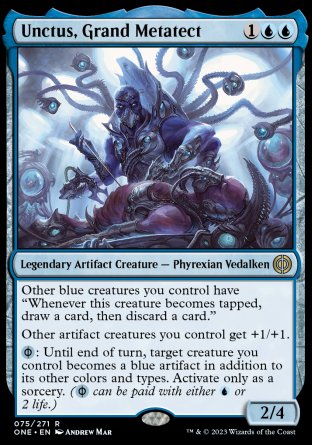 Unctus, Grand Metatect 1
Legendary Artifact Creature — Phyrexian Vedalken
Other blue creatures you control have
“Whenever this creature becomes tapped,
draw a card, then discard a card.”
Other artifact creatures you control get +1/+1.
: Until end of turn, target creature
you control becomes a blue artifact in addition to
its other colors and types. Activate only as a
sorcery. ( can be paid with either or
2 life.)
075/271 R
ONE • EN Andrew Mar
™ & © 2023 Wizards of the Coast
2/4